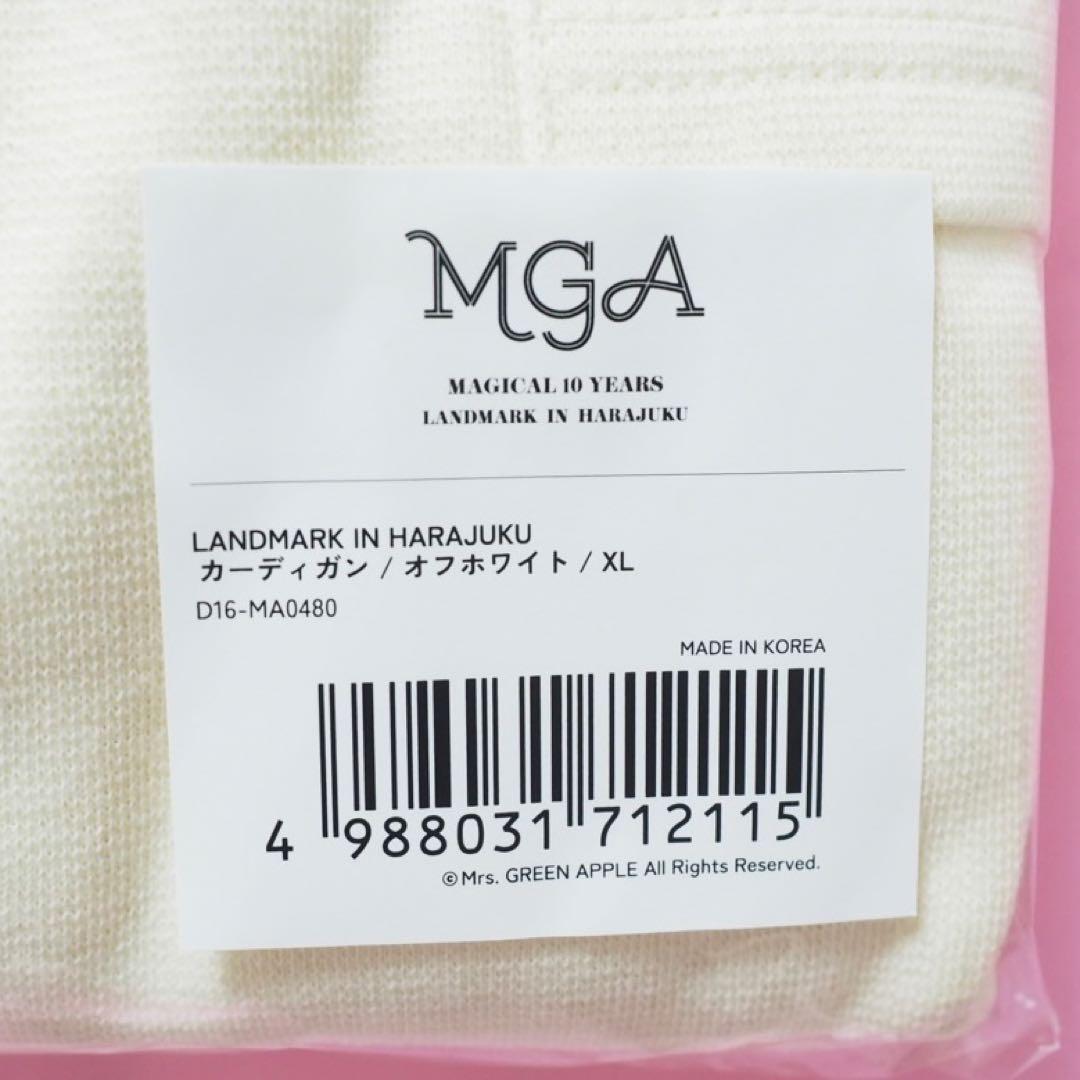 MGA
MAGICAL 10 YEARS
LANDMARK IN HARAJUKU
LANDMARK IN HARAJUKU
カーディガン / オフホワイト / XL
D16-MA0480
MADE IN KOREA
4 988031 712115
©Mrs. GREEN APPLE All Rights Reserved.